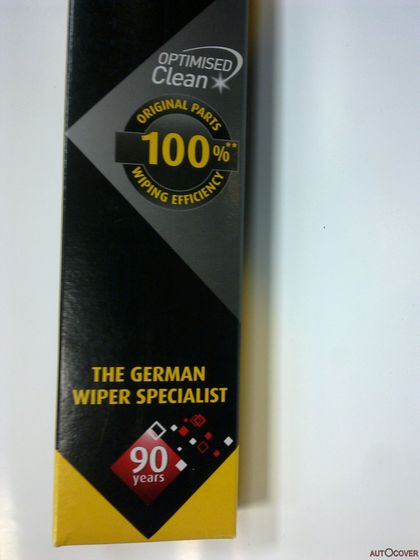 OPTIMISED
Clean
ORIGINAL PARTS
100%**
WIPING EFFICIENCY
THE GERMAN
WIPER SPECIALIST
90
years
AUTOCOVER